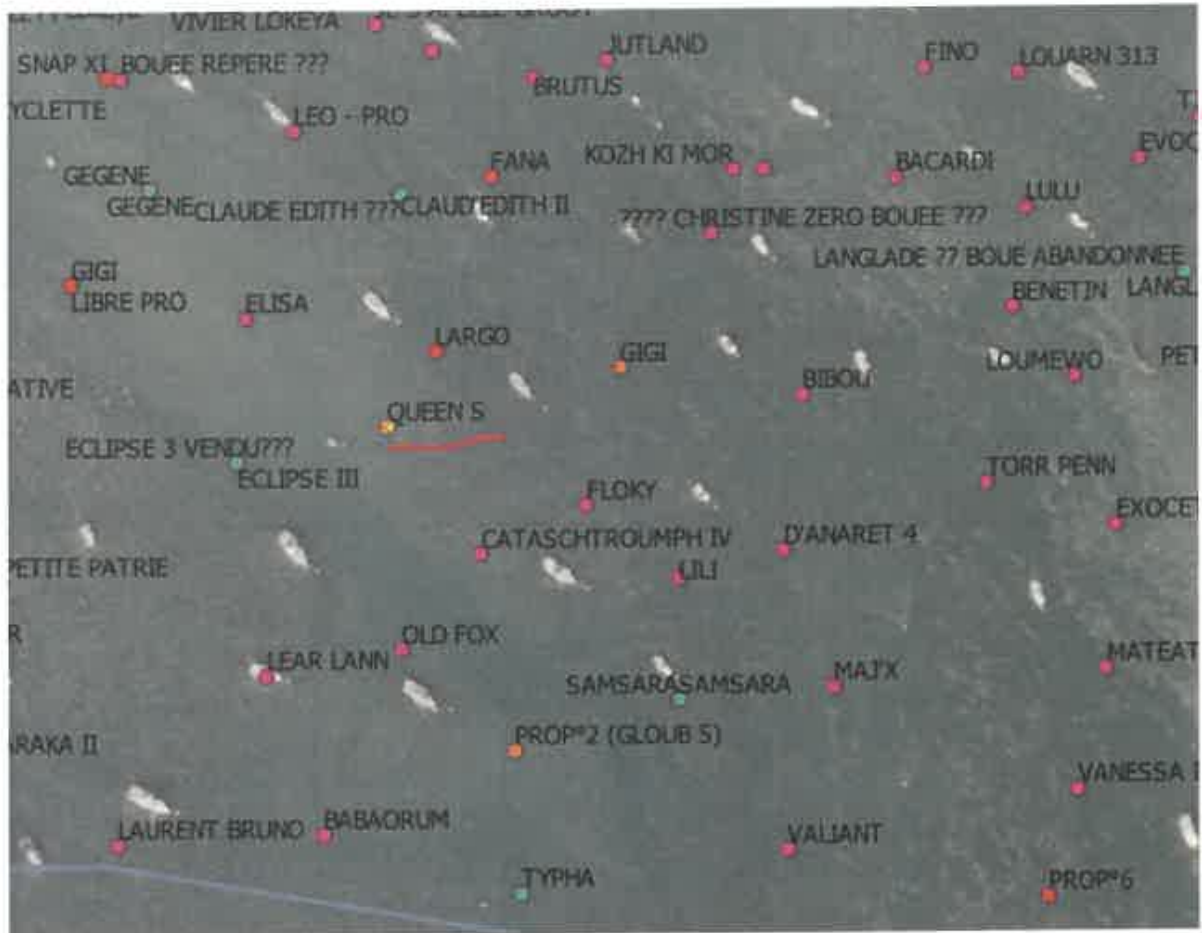 VIVIER LOKEYA
JUTLAND
FINO
LOUARN 313
SNAP XI BOUEE REPERE ???
BRUTUS
YCLETTE
LEO - PRO
EVOC
KOZH KI MOR
BACARDI
FANA
GEGENE
LULU
GEGENE
CLAUDE EDITH ???
CLAUD EDITH II
???? CHRISTINE ZERO BOUEE ???
LANGLADE ?? BOUE ABANDONNEE
GIGI
LIBRE PRO
ELISA
BENETIN
LANGL
LARGO
GIGI
LOUMEWO
PET
BIBOU
ATIVE
QUEEN S
ECLIPSE 3 VENDU???
ECLIPSE III
TORR PENN
FLOKY
EXOCET
CATASCHTROUMPH IV
D'ANARET 4
PETITE PATRIE
LILI
R
OLD FOX
LEAR LANN
MATEAT
SAMSARA
SAMSARA
MAJ'X
PROP°2 (GLOUB S)
ARAKA II
VANESSA
LAURENT BRUNO
BABAORUM
VALIANT
TYPHA
PROP°6